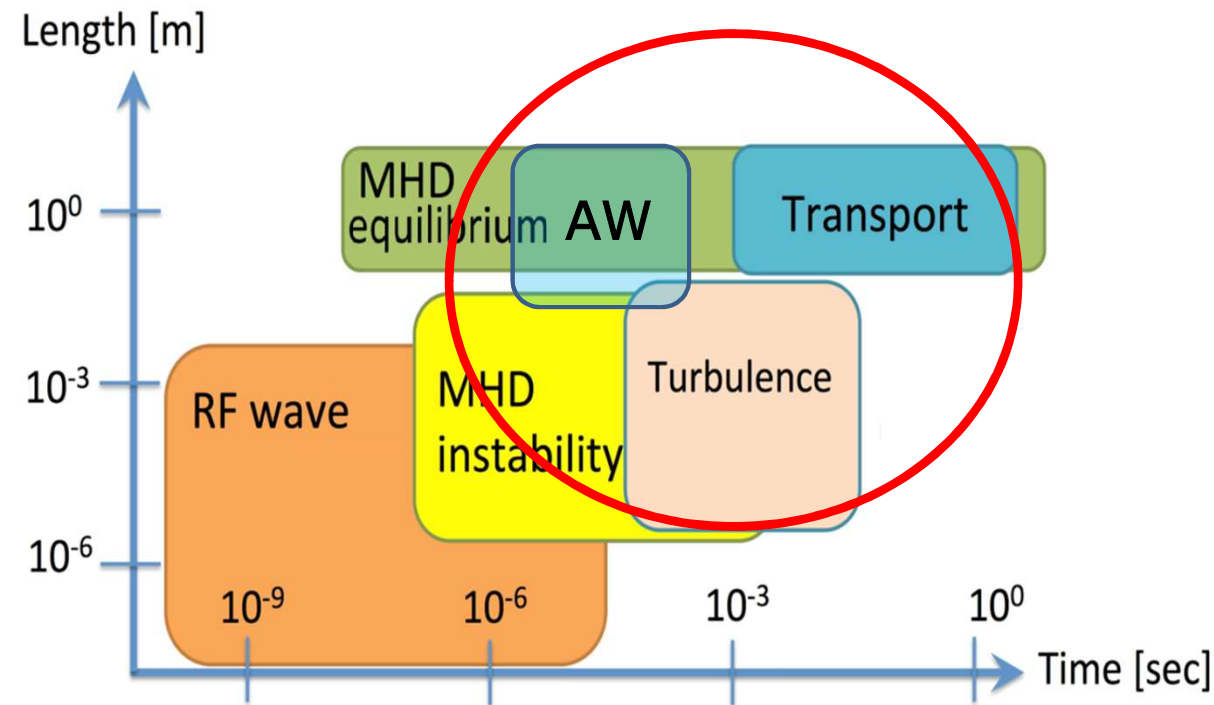 Length [m]
MHD
equilibrium
AW
Transport
10⁰
10⁻³
RF wave
MHD
instability
Turbulence
10⁻⁶
10⁻⁹
10⁻⁶
10⁻³
10⁰
Time [sec]